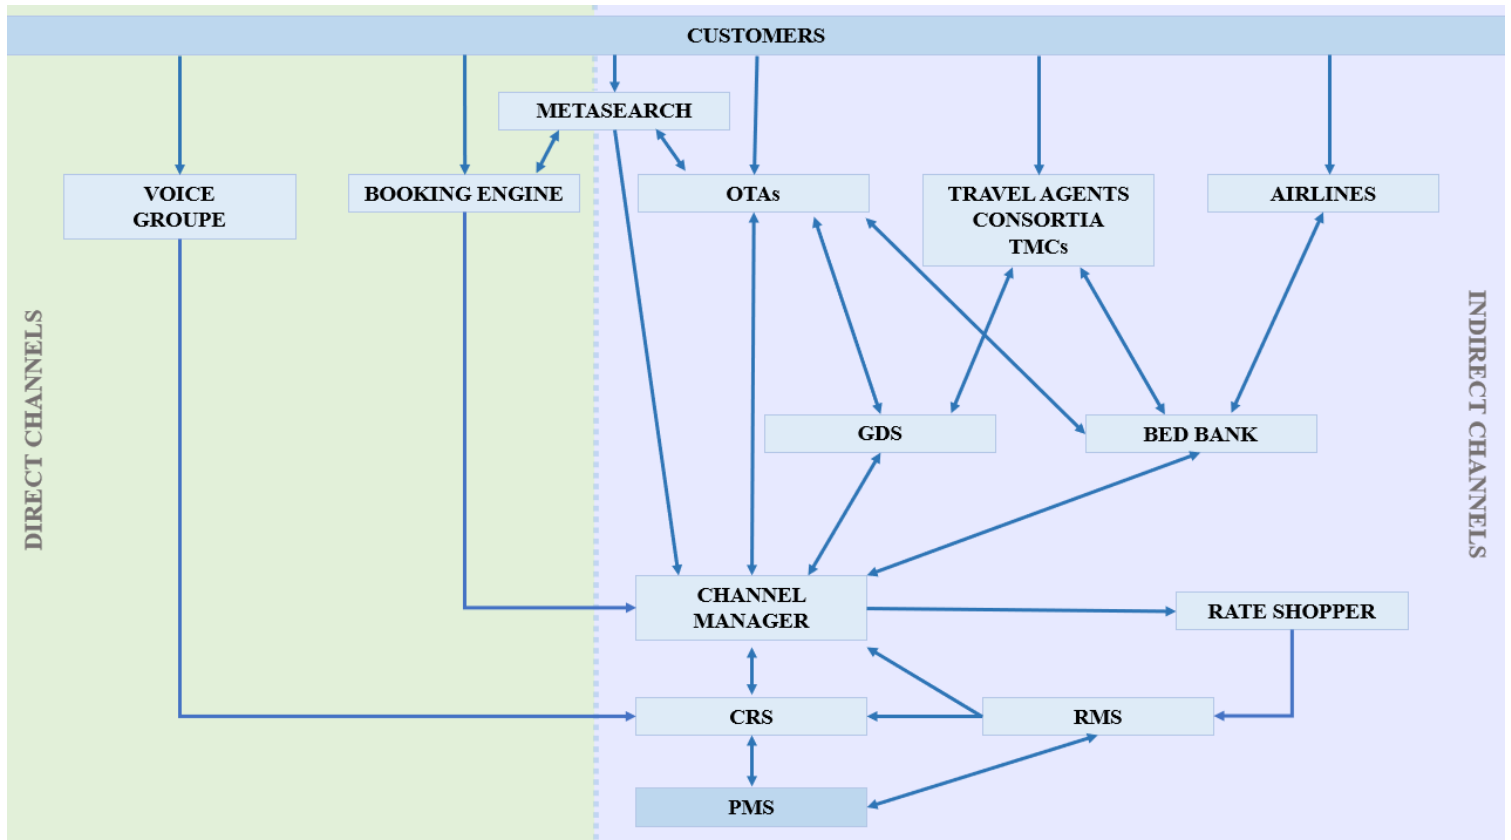 CUSTOMERS
METASEARCH
VOICE
GROUPE
BOOKING ENGINE
OTAs
TRAVEL AGENTS
CONSORTIA
TMCs
AIRLINES
DIRECT CHANNELS
INDIRECT CHANNELS
GDS
BED BANK
CHANNEL
MANAGER
RATE SHOPPER
CRS
RMS
PMS